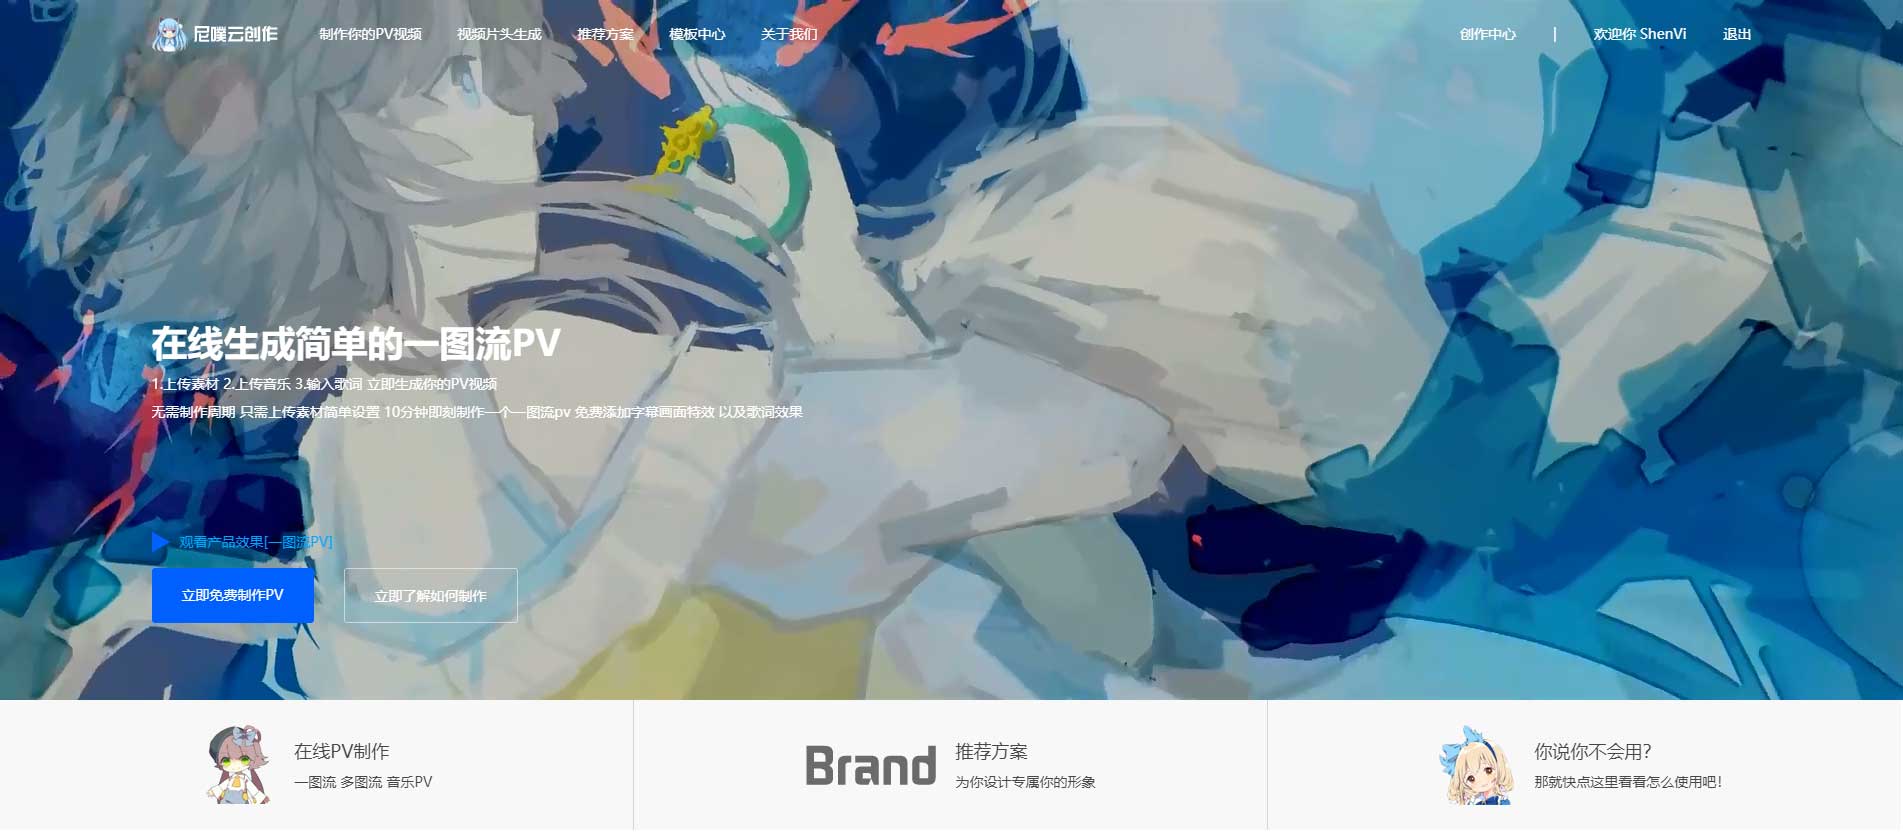 尼噗云创作 制作你的PV视频 视频片头生成 推荐方案 模板中心 关于我们 创作中心 | 欢迎你 ShenVi 退出
在线生成简单的一图流PV
1.上传素材 2.上传音乐 3.输入歌词 立即生成你的PV视频
无需制作周期 只需上传素材简单设置 10分钟即刻制作一个一图流pv 免费添加字幕画面特效 以及歌词效果
观看产品效果[一图流PV]
立即免费制作PV 立即了解如何制作
在线PV制作
一图流 多图流 音乐PV
Brand
推荐方案
为你设计专属你的形象
你说你不会用?
那就快点这里看看怎么使用吧!